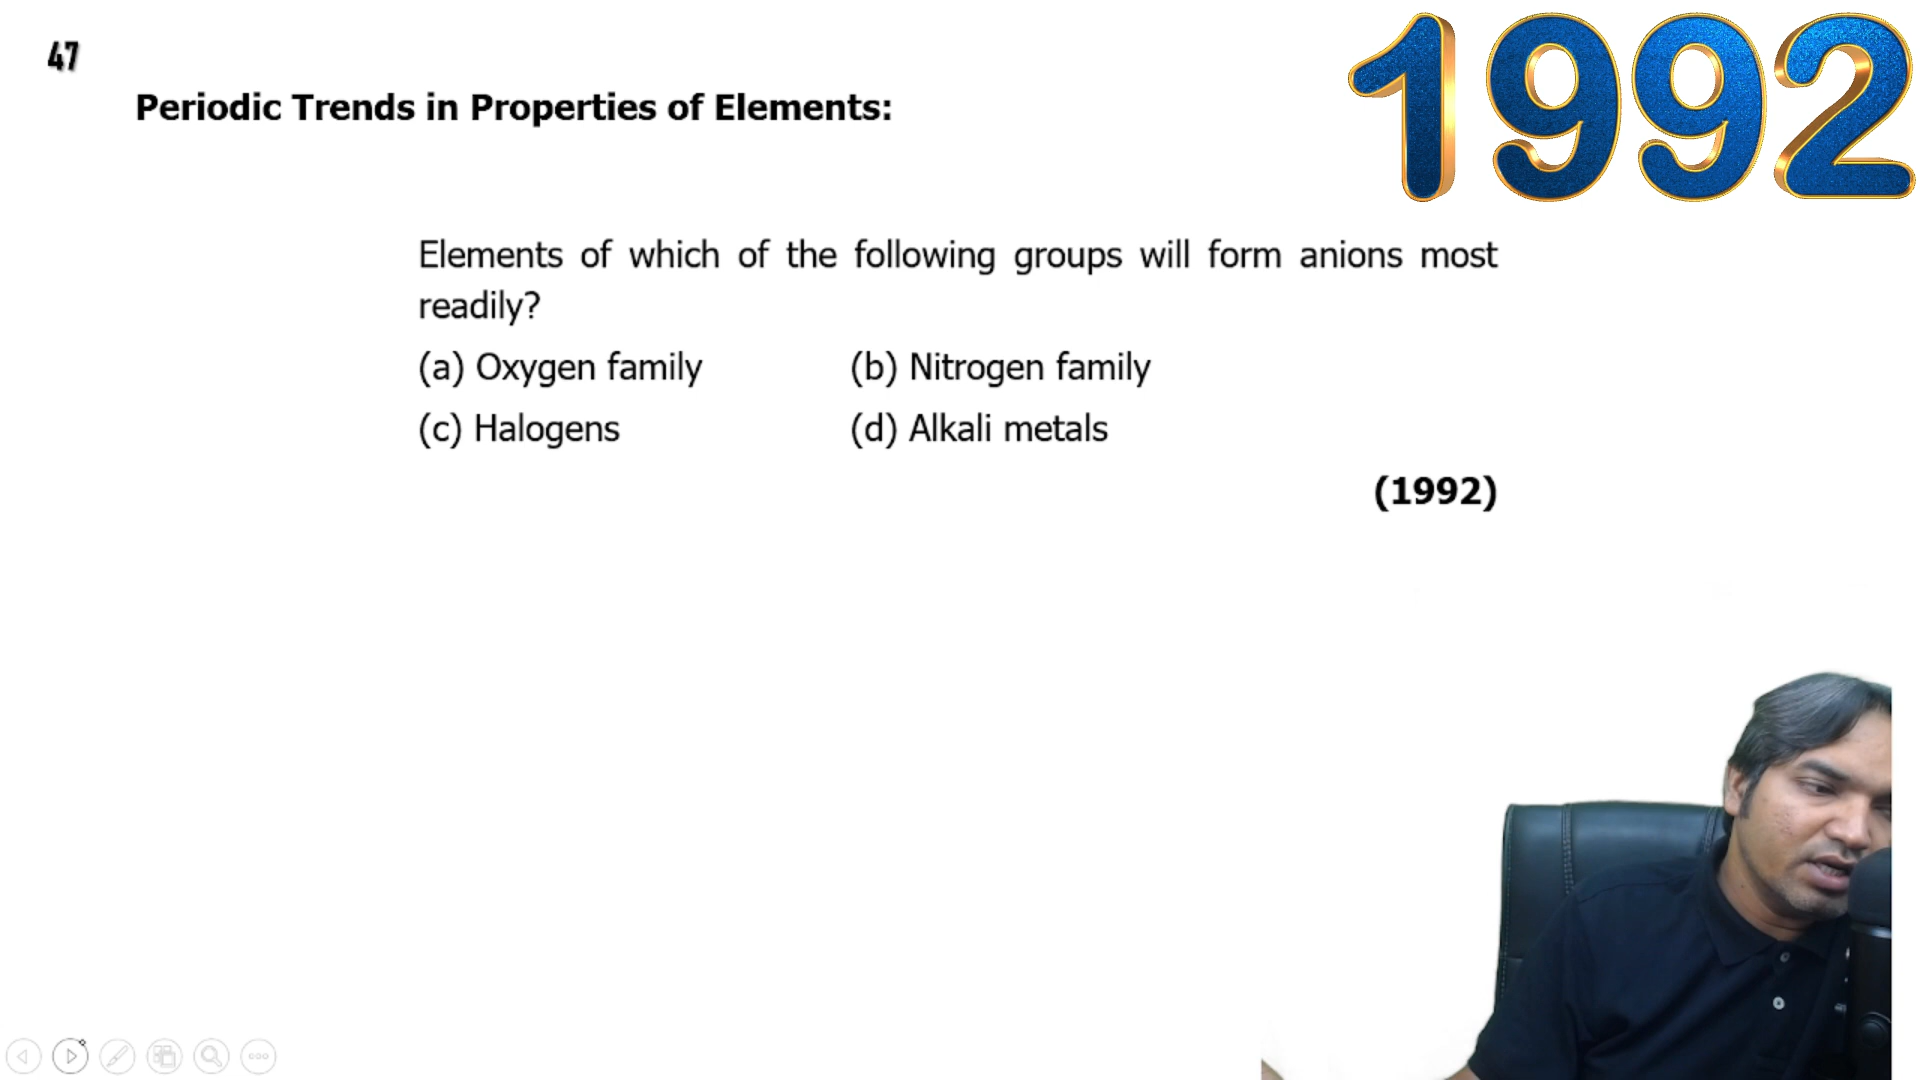 47
1992
Periodic Trends in Properties of Elements:
Elements of which of the following groups will form anions most
readily?
(a) Oxygen family (b) Nitrogen family
(c) Halogens (d) Alkali metals
(1992)